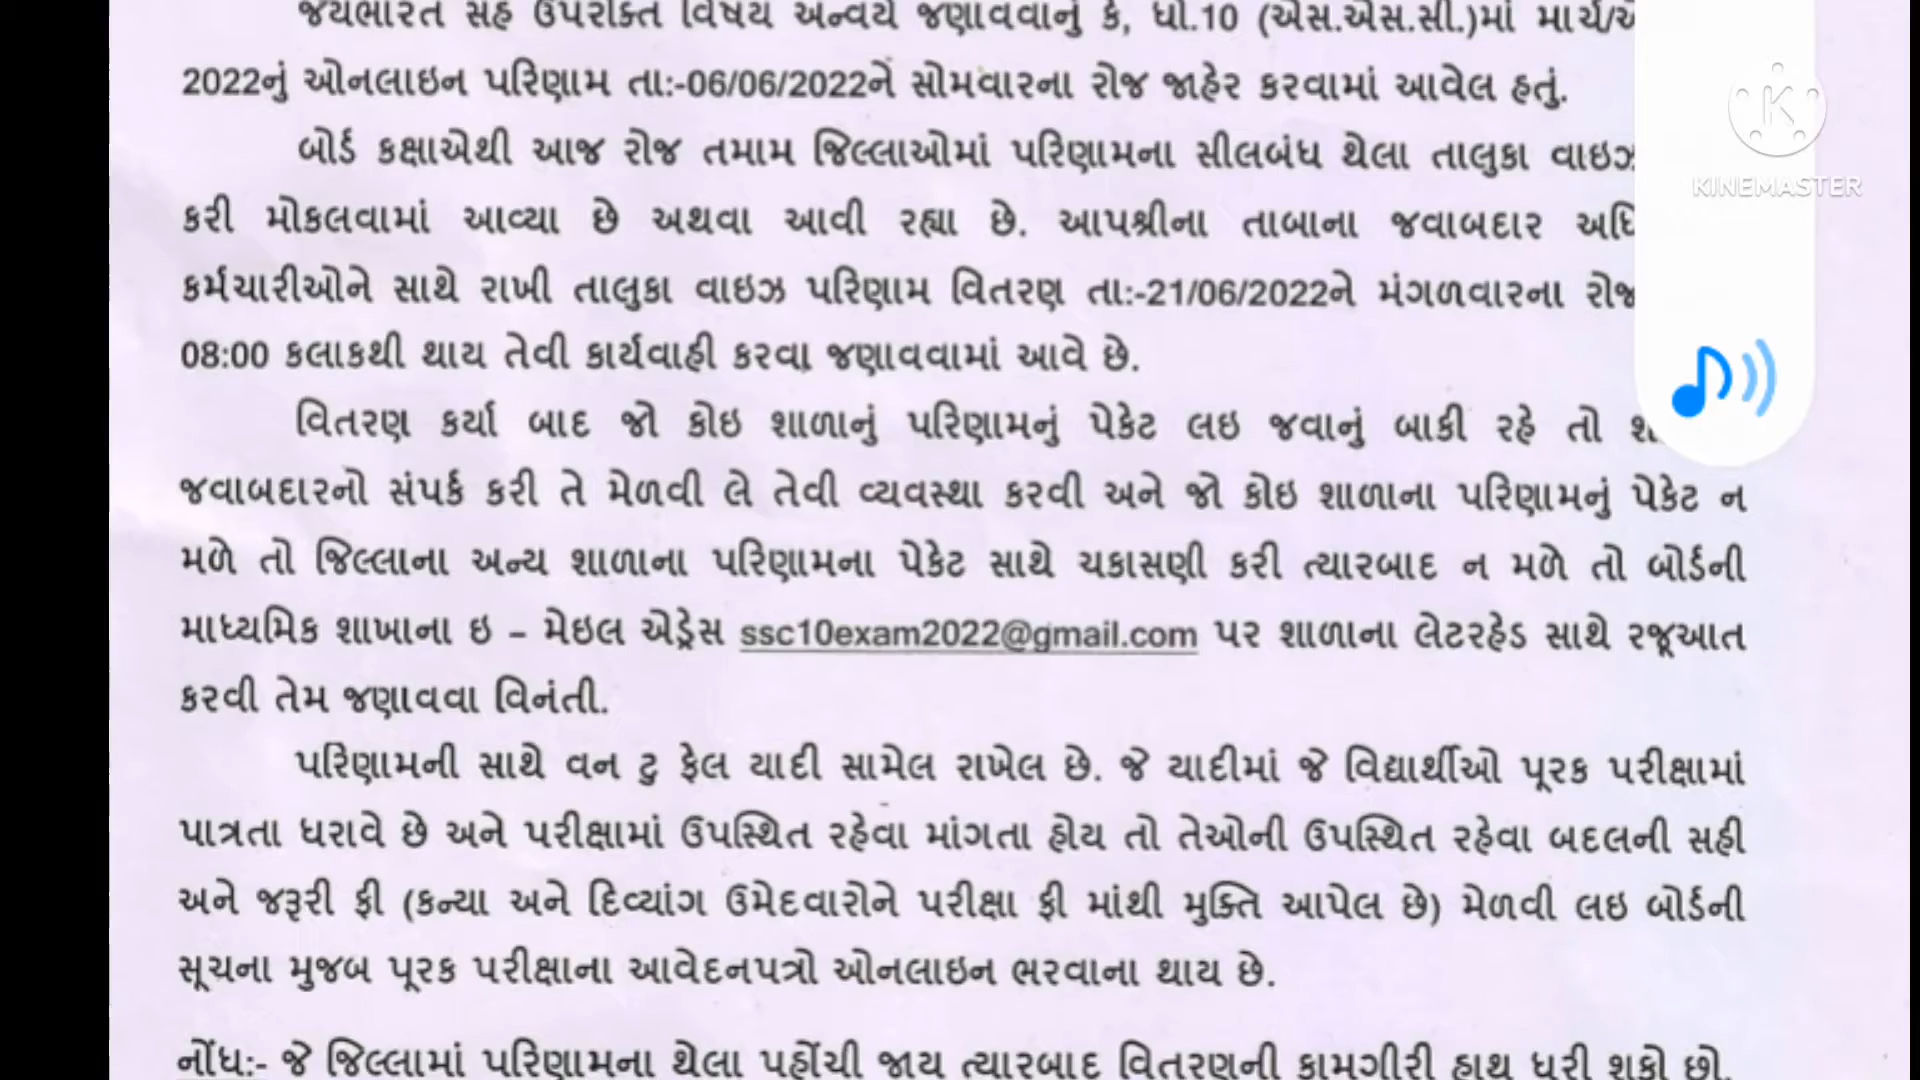 જયભારત સહ ઉપરોક્ત વિષય અન્વયે જણાવવાનું કે, ધો.10 (એસ.એસ.સી.)માં માર્ચ/
2022નું ઓનલાઇન પરિણામ તા:-06/06/2022ને સોમવારના રોજ જાહેર કરવામાં આવેલ હતું.
બોર્ડ કક્ષાએથી આજ રોજ તમામ જિલ્લાઓમાં પરિણામના સીલબંધ થેલા તાલુકા વાઇઝ
કરી મોકલવામાં આવ્યા છે અથવા આવી રહ્યા છે. આપશ્રીના તાબાના જવાબદાર
કર્મચારીઓને સાથે રાખી તાલુકા વાઇઝ પરિણામ વિતરણ તા:-21/06/2022ને મંગળવારના રોજ
08:00 કલાકથી થાય તેવી કાર્યવાહી કરવા જણાવવામાં આવે છે.
વિતરણ કર્યા બાદ જો કોઇ શાળાનું પરિણામનું પેકેટ લઇ જવાનું બાકી રહે તો
જવાબદારનો સંપર્ક કરી તે મેળવી લે તેવી વ્યવસ્થા કરવી અને જો કોઇ શાળાના પરિણામનું પેકેટ ન
મળે તો જિલ્લાના અન્ય શાળાના પરિણામના પેકેટ સાથે ચકાસણી કરી ત્યારબાદ ન મળે તો બોર્ડની
માધ્યમિક શાખાના ઇ – મેઇલ એડ્રેસ ssc10exam2022@gmail.com પર શાળાના લેટરહેડ સાથે રજૂઆત
કરવી તેમ જણાવવા વિનંતી.
પરિણામની સાથે વન ટુ ફેલ યાદી સામેલ રાખેલ છે. જે યાદીમાં જે વિદ્યાર્થીઓ પૂરક પરીક્ષામાં
પાત્રતા ધરાવે છે અને પરીક્ષામાં ઉપસ્થિત રહેવા માંગતા હોય તો તેઓની ઉપસ્થિત રહેવા બદલની સહી
અને જરૂરી ફી (કન્યા અને દિવ્યાંગ ઉમેદવારોને પરીક્ષા ફી માંથી મુક્તિ આપેલ છે) મેળવી લઇ બોર્ડની
સૂચના મુજબ પૂરક પરીક્ષાના આવેદનપત્રો ઓનલાઇન ભરવાના થાય છે.
નોંધ:- જે જિલ્લામાં પરિણામના થેલા પહોંચી જાય ત્યારબાદ વિતરણની કામગીરી હાથ ધરી શકો છો.
KINEMASTER